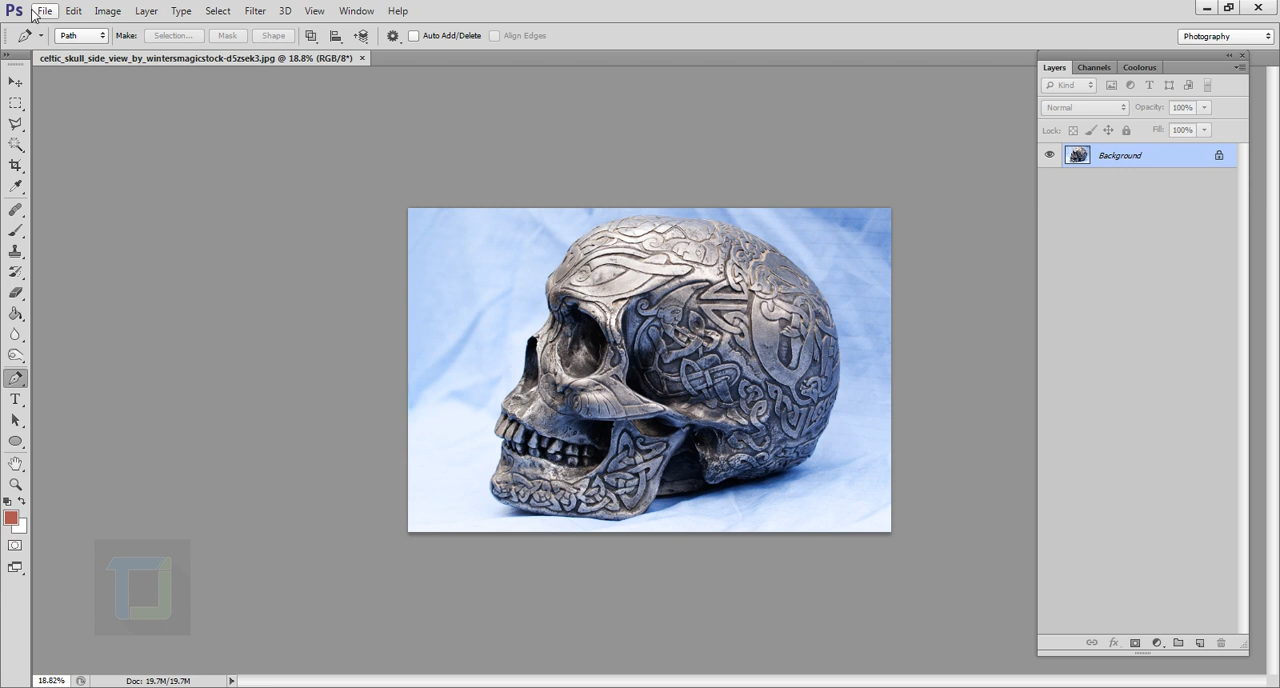 Ps File Edit Image Layer Type Select Filter 3D View Window Help
Path Make: Selection... Mask Shape Auto Add/Delete Align Edges Photography
celtic_skull_side_view_by_wintersmagicstock-d5zsek3.jpg @ 18.8% (RGB/8*) ×
Layers Channels Coolorus
Kind
Normal Opacity: 100%
Lock: Fill: 100%
Background
18.82% Doc: 19.7M/19.7M